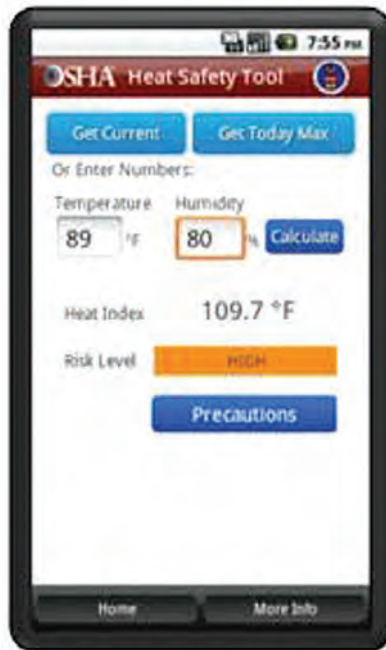 7:55 PM
OSHA Heat Safety Tool
Get Current Get Today Max
Or Enter Numbers:
Temperature Humidity
89 °F 80 % Calculate
Heat Index 109.7 °F
Risk Level HIGH
Precautions
Home More Info